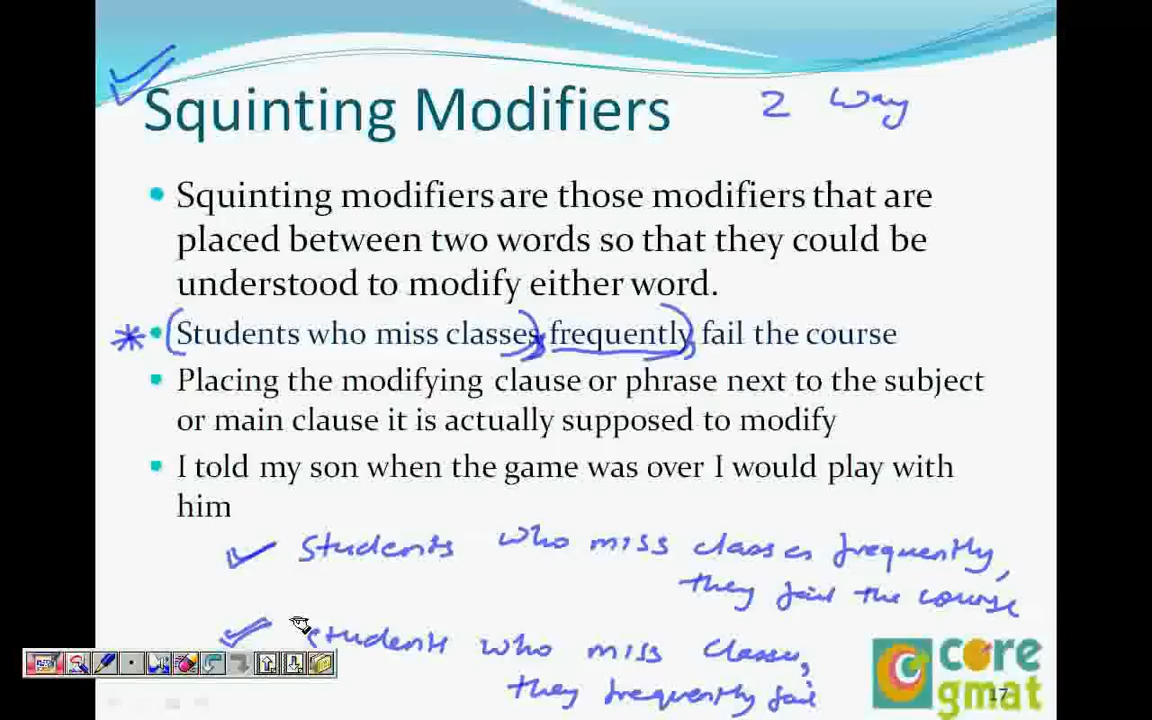 Squinting Modifiers 2 way
Squinting modifiers are those modifiers that are
placed between two words so that they could be
understood to modify either word.
* Students who miss classes, frequently, fail the course
Placing the modifying clause or phrase next to the subject
or main clause it is actually supposed to modify
I told my son when the game was over I would play with
him
Students who miss classes frequently,
they fail the course
Students who miss classes,
they frequently fail
core
gmat
17